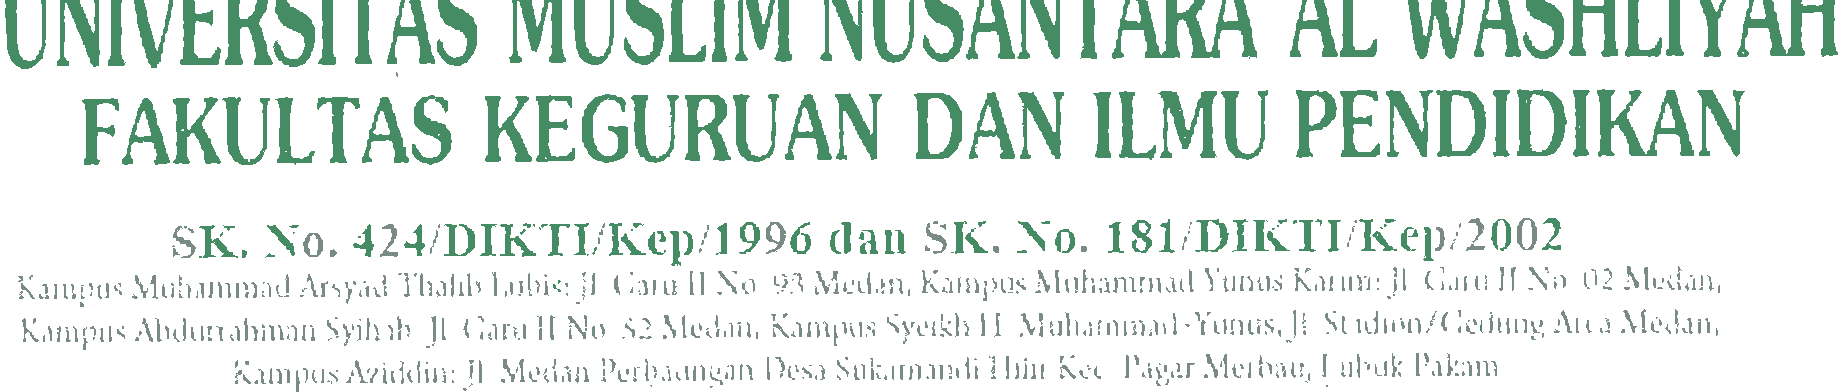 UNIVERSITAS MUSLIM NUSANTARA AL WASHLIYAH
FAKULTAS KEGURUAN DAN ILMU PENDIDIKAN
SK. No. 424/DIKTI/Kep/1996 dan SK. No. 181/DIKTI/Kep/2002
Kampus Muhammad Arsyad Thalib Lubis: Jl Garu II No 93 Medan, Kampus Muhammad Yunus Karim: Jl Garu II No 02 Medan,
Kampus Abdurrahman Syihab Jl Garu II No 52 Medan, Kampus Syeikh H Muhammad Yunus, Jl Stadion/Gedung Arca Medan,
Kampus Aziddin: Jl Medan Perbaungan Desa Sukamandi Hilir Kec Pagar Merbau, Lubuk Pakam